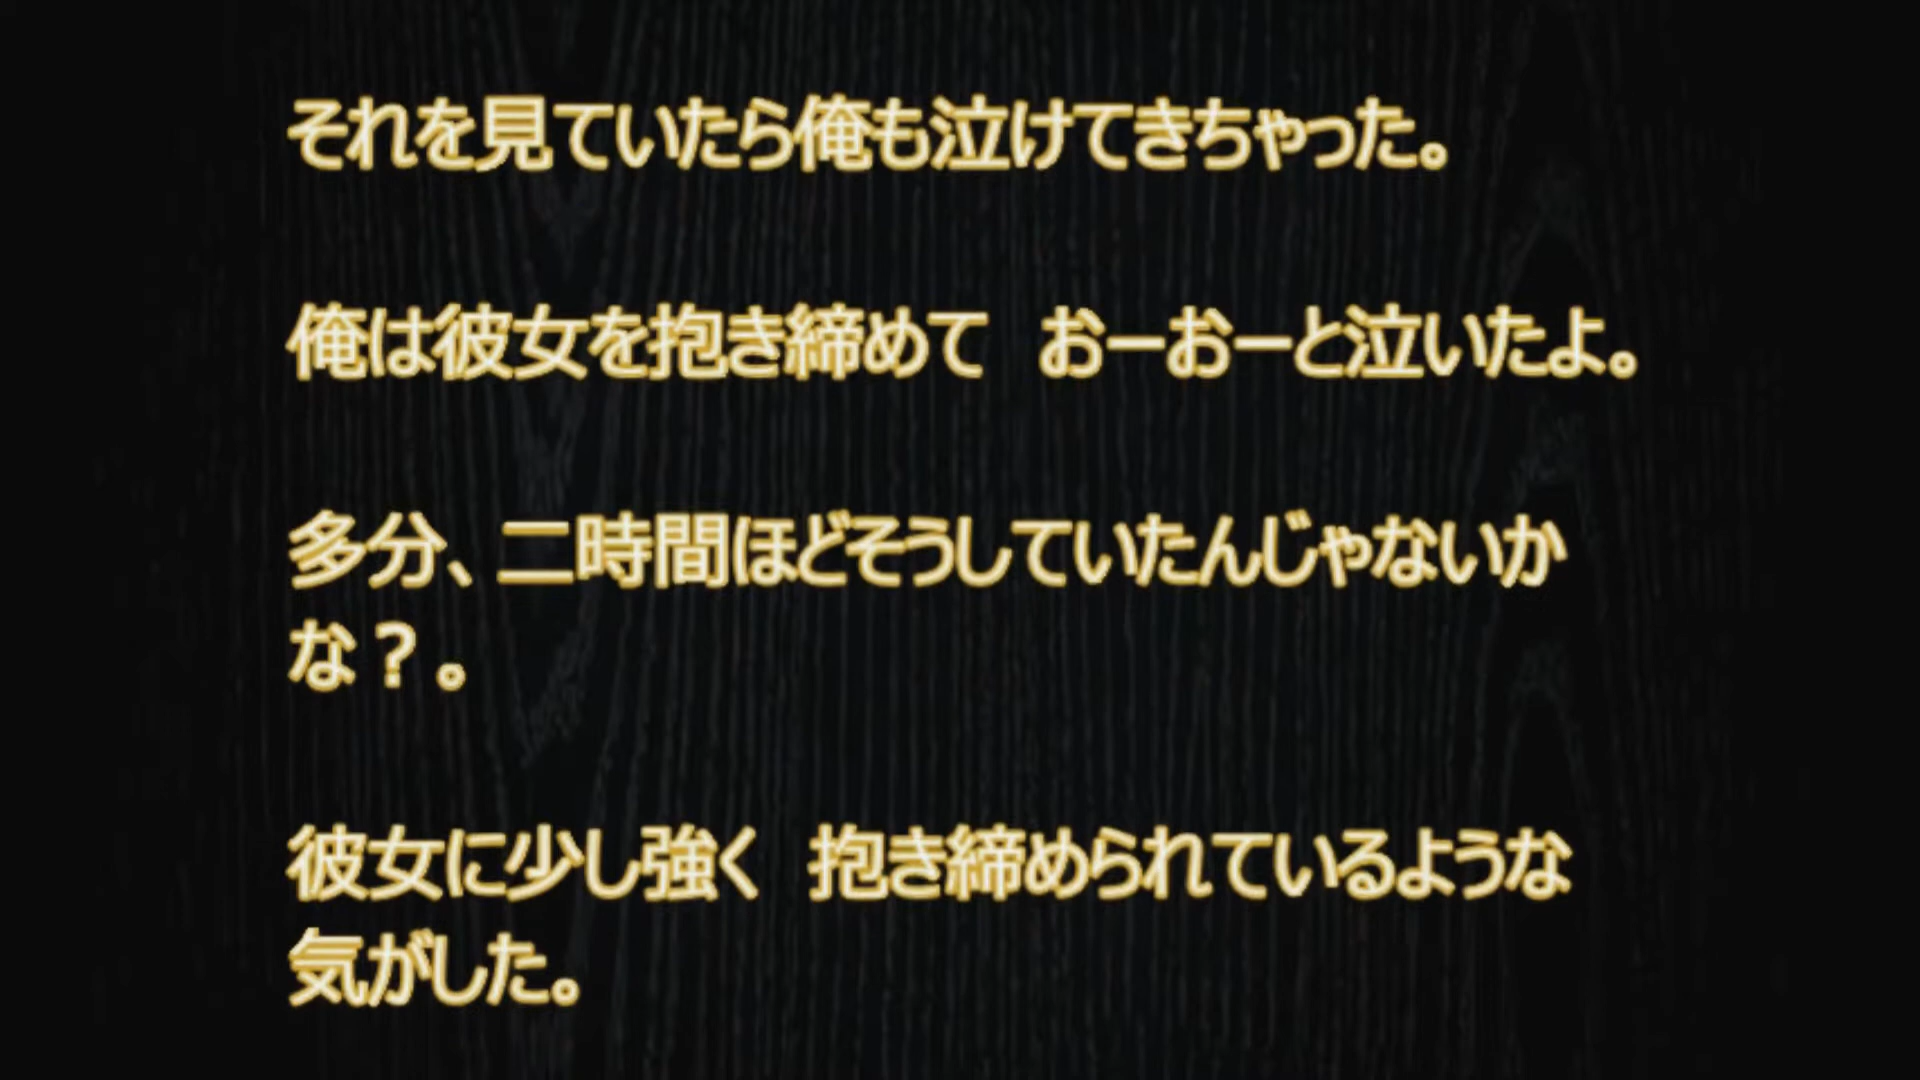 それを見ていたら俺も泣けてきちゃった。
俺は彼女を抱き締めて　おーおーと泣いたよ。
多分、二時間ほどそうしていたんじゃないか
な？。
彼女に少し強く　抱き締められているような
気がした。